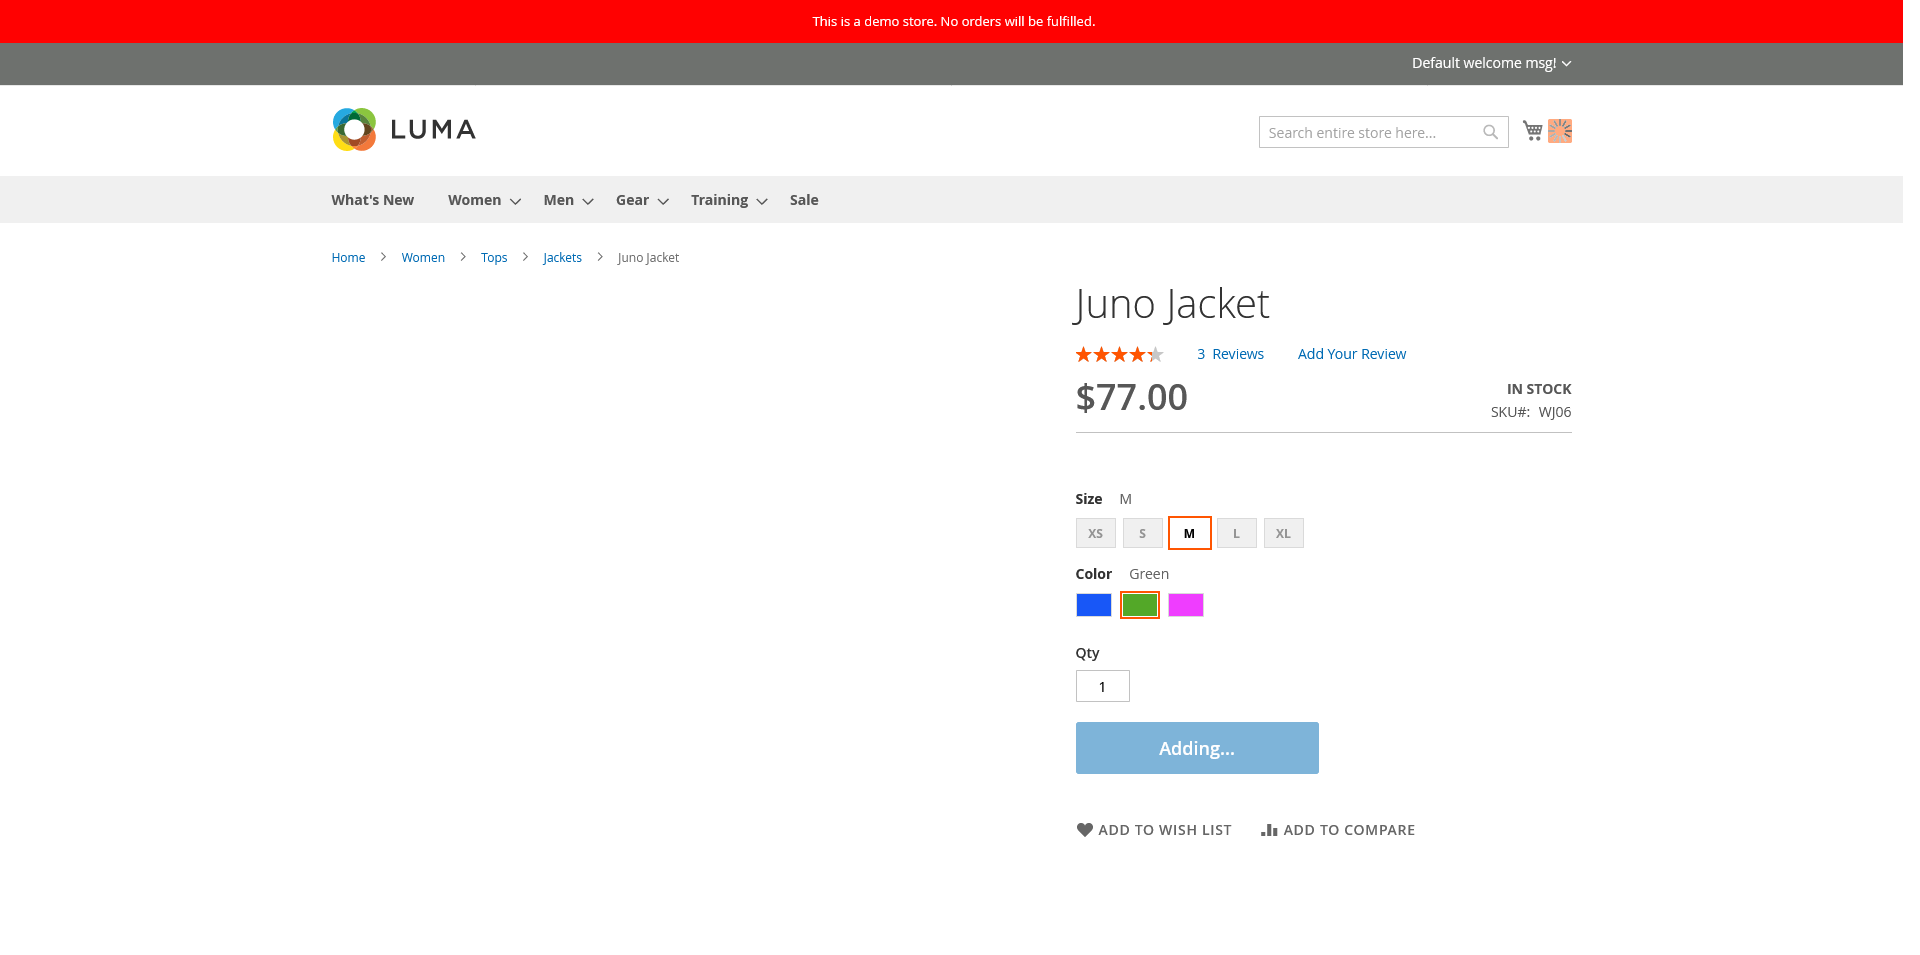 This is a demo store. No orders will be fulfilled.
Default welcome msg!
LUMA
Search entire store here...
What's New Women Men Gear Training Sale
Home Women Tops Jackets Juno Jacket
Juno Jacket
3 Reviews Add Your Review
$77.00
IN STOCK
SKU#: WJ06
Size M
XS S M L XL
Color Green
Qty
1
Adding...
ADD TO WISH LIST ADD TO COMPARE